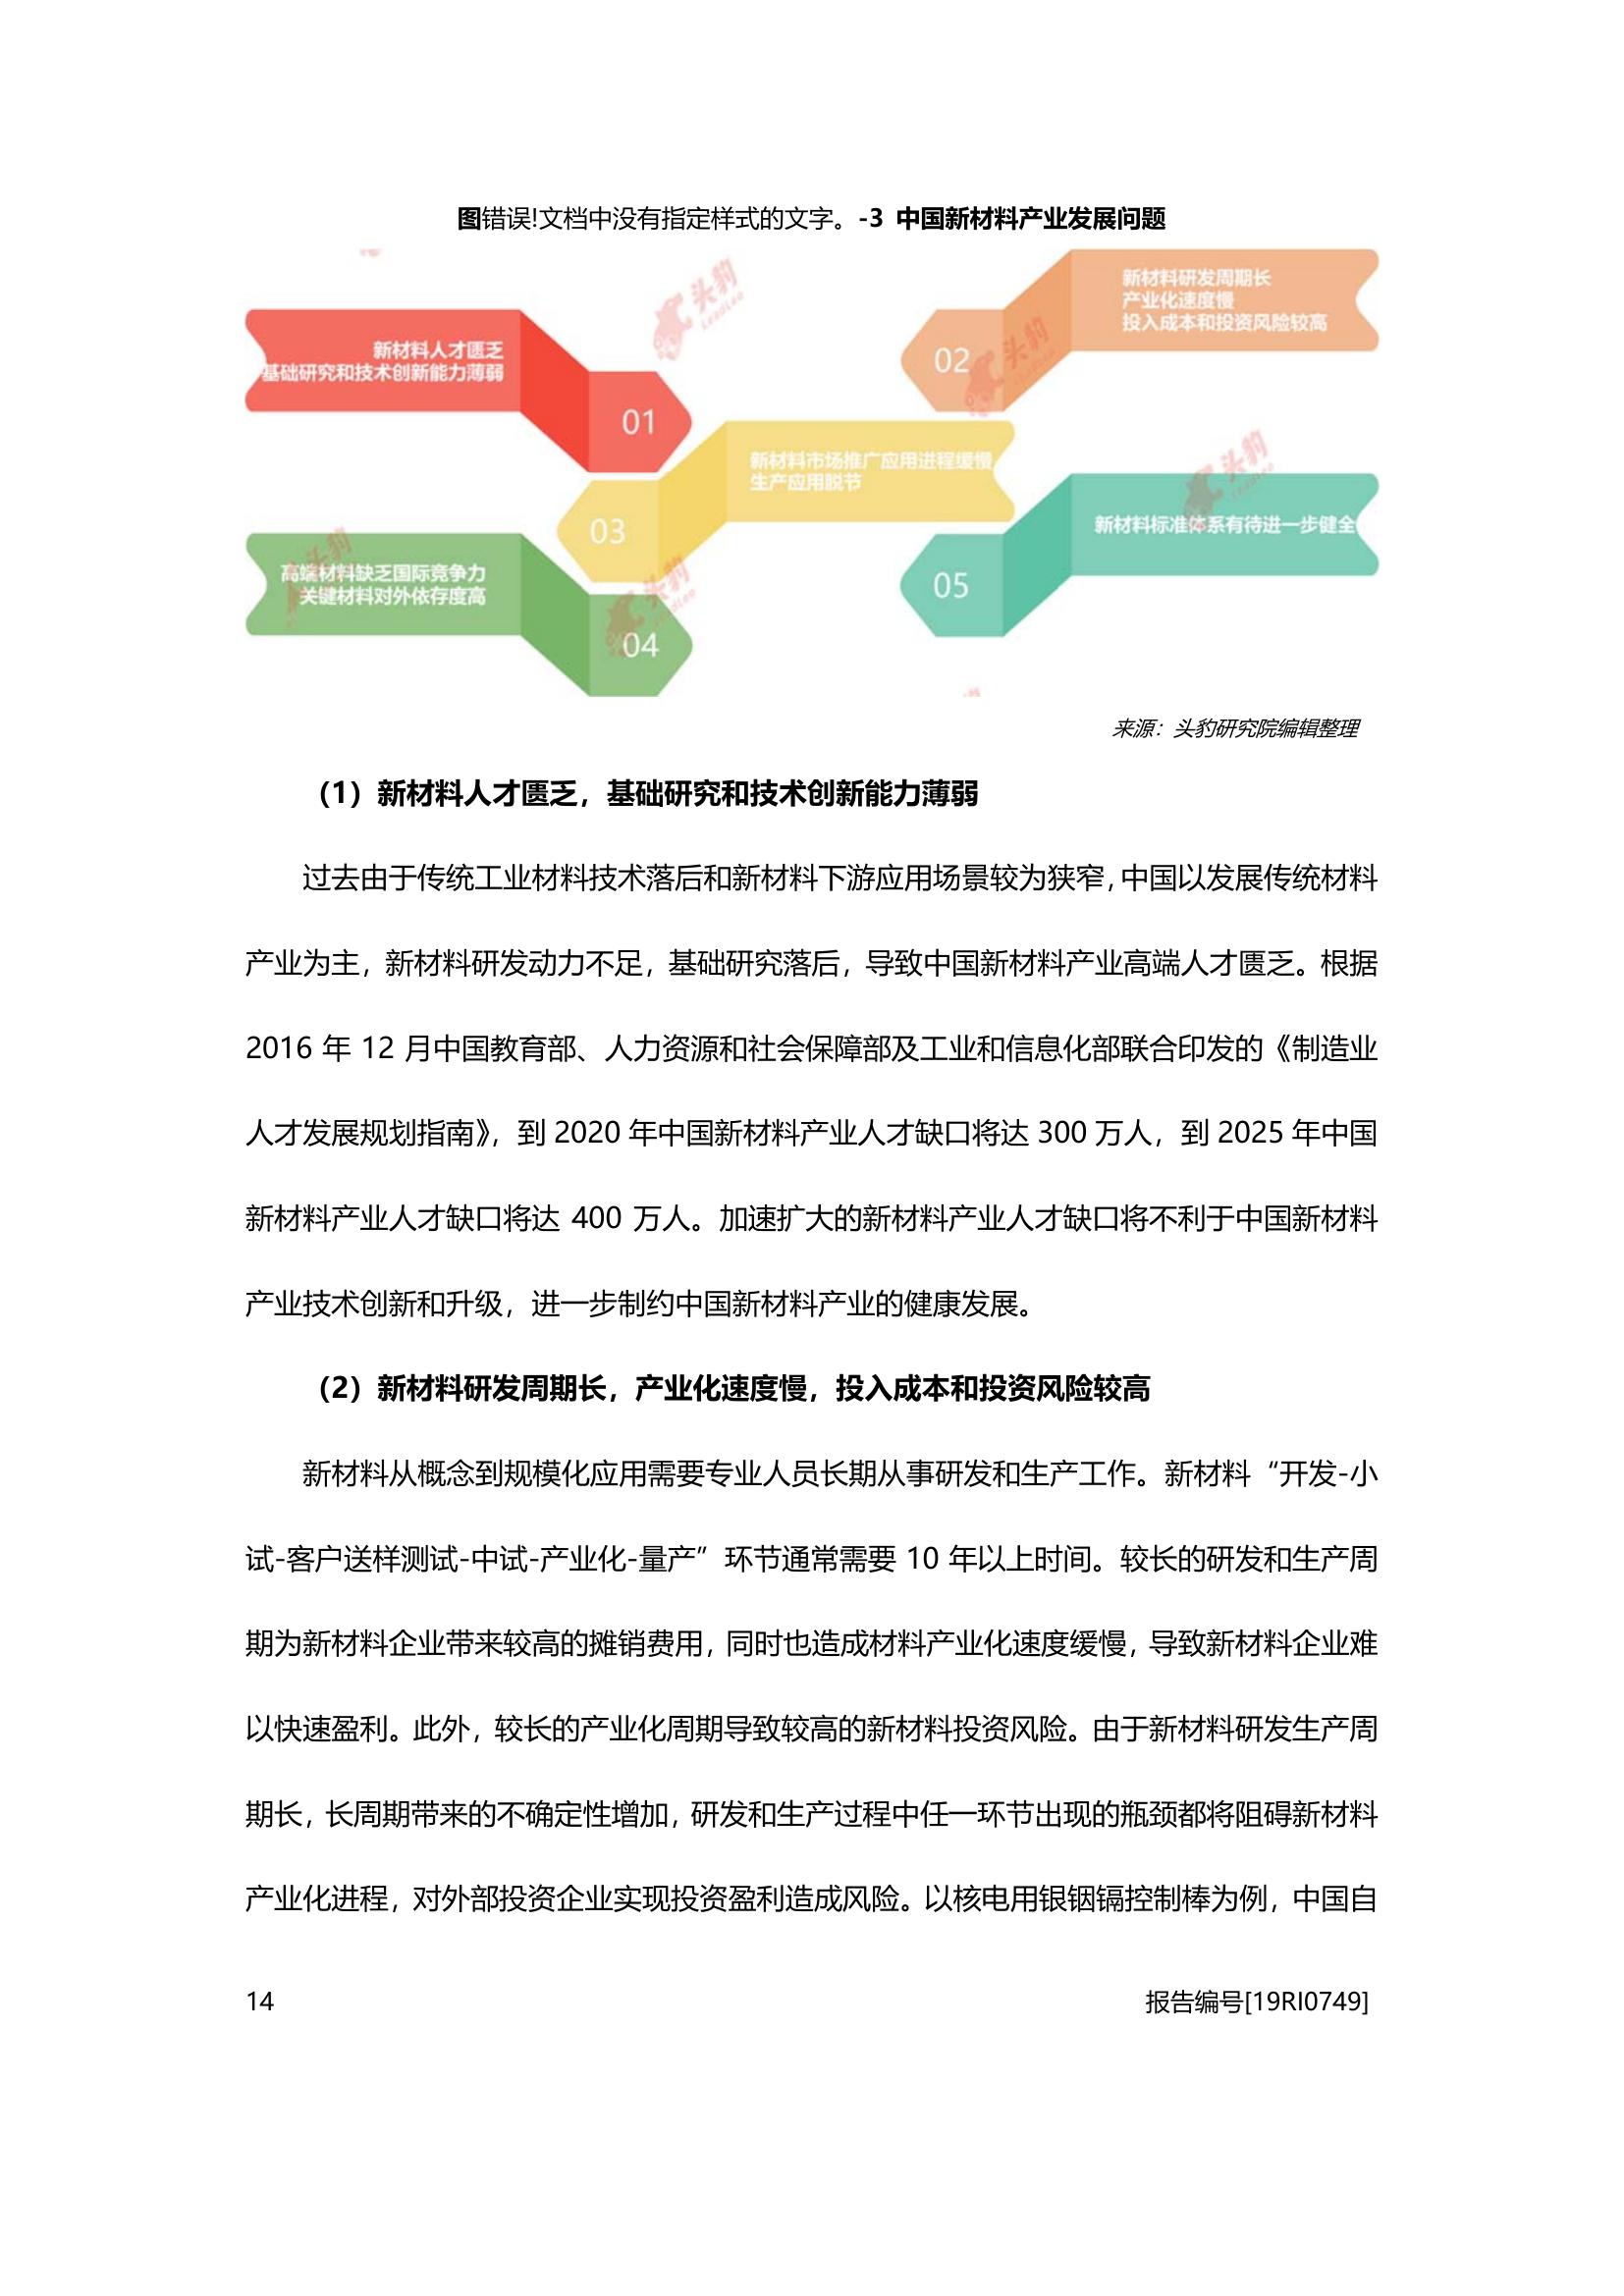 图错误!文档中没有指定样式的文字。-3 中国新材料产业发展问题
新材料人才匮乏
基础研究和技术创新能力薄弱
01
新材料研发周期长
产业化速度慢
投入成本和投资风险较高
02
新材料市场推广应用进程缓慢
生产应用脱节
03
高端材料缺乏国际竞争力
关键材料对外依存度高
04
新材料标准体系有待进一步健全
05
头豹
LeadLeo
头豹
头豹
LeadLeo
头豹
头豹
LeadLeo
来源：头豹研究院编辑整理
（1）新材料人才匮乏，基础研究和技术创新能力薄弱
过去由于传统工业材料技术落后和新材料下游应用场景较为狭窄，中国以发展传统材料
产业为主，新材料研发动力不足，基础研究落后，导致中国新材料产业高端人才匮乏。根据
2016 年 12 月中国教育部、人力资源和社会保障部及工业和信息化部联合印发的《制造业
人才发展规划指南》，到 2020 年中国新材料产业人才缺口将达 300 万人，到 2025 年中国
新材料产业人才缺口将达 400 万人。加速扩大的新材料产业人才缺口将不利于中国新材料
产业技术创新和升级，进一步制约中国新材料产业的健康发展。
（2）新材料研发周期长，产业化速度慢，投入成本和投资风险较高
新材料从概念到规模化应用需要专业人员长期从事研发和生产工作。新材料“开发-小
试-客户送样测试-中试-产业化-量产”环节通常需要 10 年以上时间。较长的研发和生产周
期为新材料企业带来较高的摊销费用，同时也造成材料产业化速度缓慢，导致新材料企业难
以快速盈利。此外，较长的产业化周期导致较高的新材料投资风险。由于新材料研发生产周
期长，长周期带来的不确定性增加，研发和生产过程中任一环节出现的瓶颈都将阻碍新材料
产业化进程，对外部投资企业实现投资盈利造成风险。以核电用银铟镉控制棒为例，中国自
14
报告编号[19RI0749]